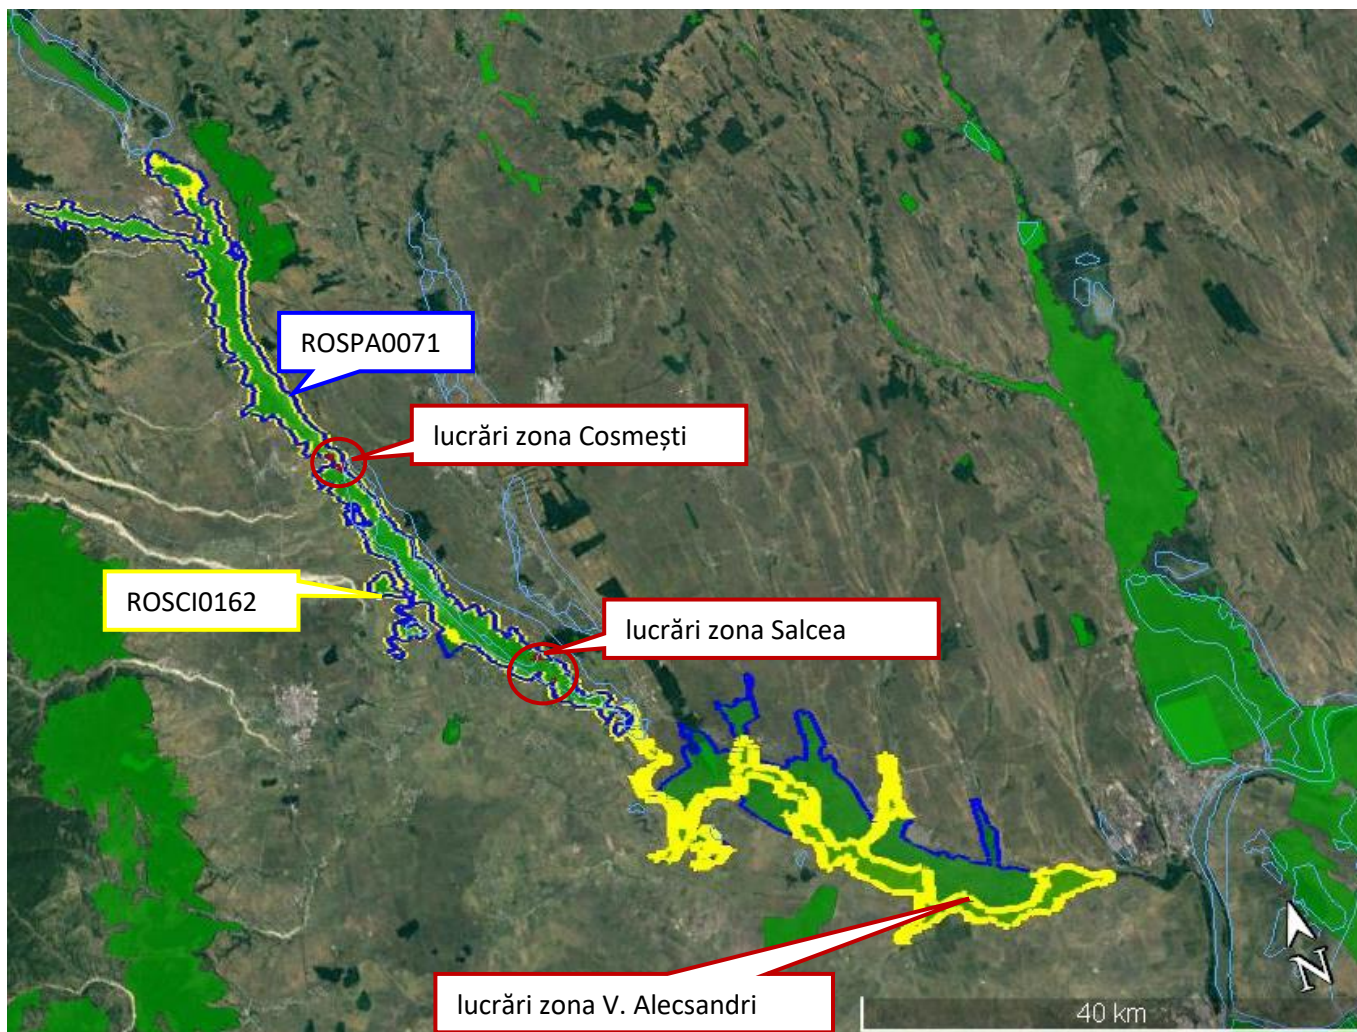 ROSPA0071
lucrări zona Cosmești
ROSCI0162
lucrări zona Salcea
lucrări zona V. Alecsandri
40 km
N